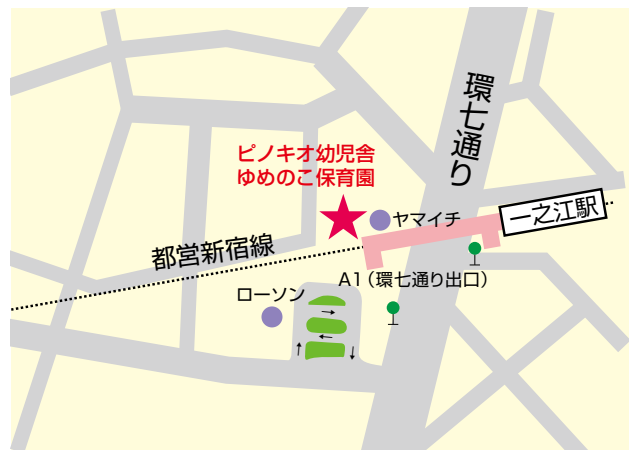 環七通り
ピノキオ幼児舎
ゆめのこ保育園
ヤマイチ
一之江駅
都営新宿線
A1(環七通り出口)
ローソン